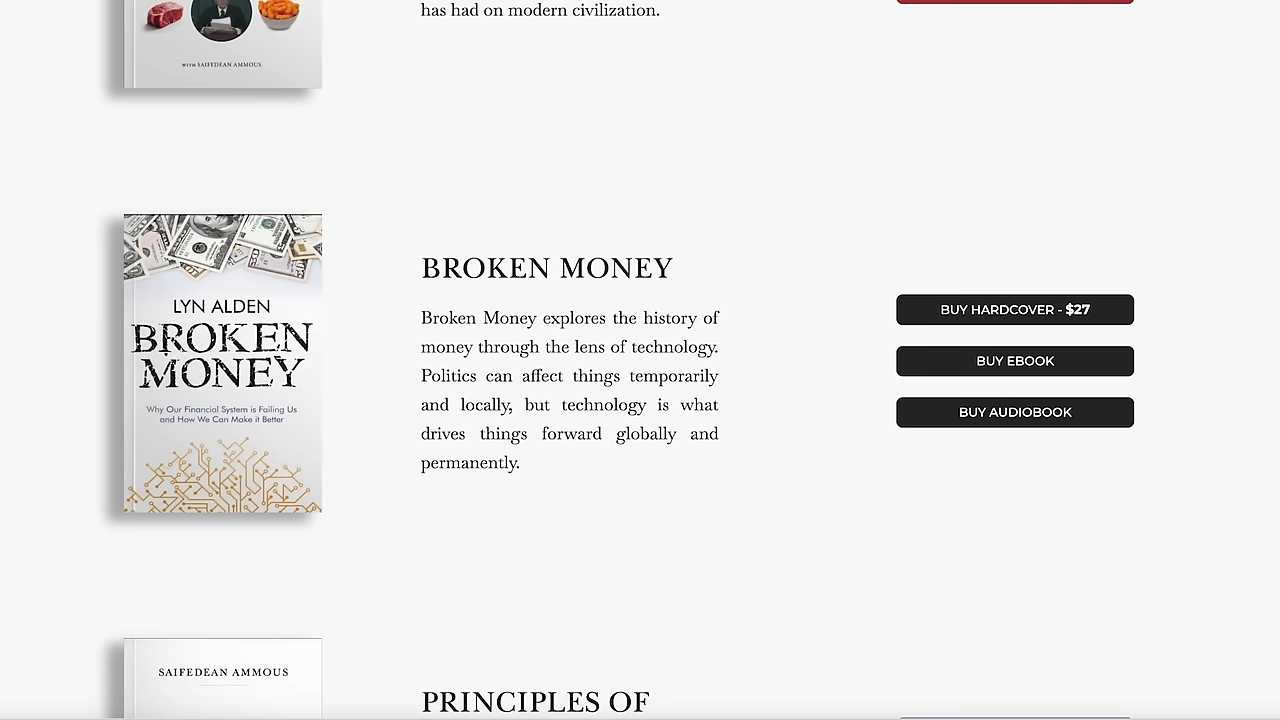 has had on modern civilization.
WITH SAIFEDEAN AMMOUS
LYN ALDEN
BROKEN
MONEY
Why Our Financial System is Failing Us
and How We Can Make it Better
BROKEN MONEY
Broken Money explores the history of
money through the lens of technology.
Politics can affect things temporarily
and locally, but technology is what
drives things forward globally and
permanently.
BUY HARDCOVER - $27
BUY EBOOK
BUY AUDIOBOOK
SAIFEDEAN AMMOUS
PRINCIPLES OF